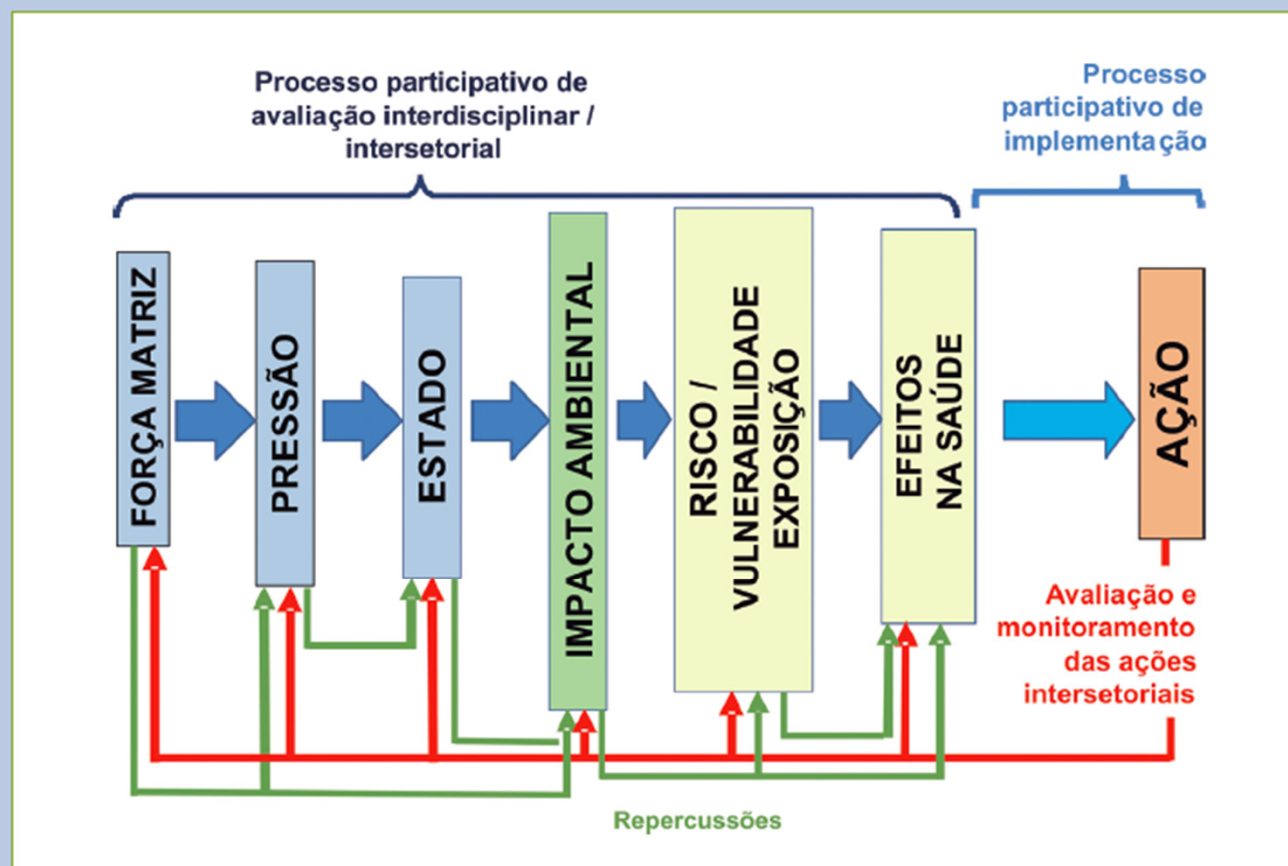 Processo participativo de
avaliação interdisciplinar /
intersetorial
Processo
participativo de
implementação
FORÇA MATRIZ
PRESSÃO
ESTADO
IMPACTO AMBIENTAL
RISCO /
VULNERABILIDADE
EXPOSIÇÃO
EFEITOS
NA SAÚDE
AÇÃO
Avaliação e
monitoramento
das ações
intersetoriais
Repercussões